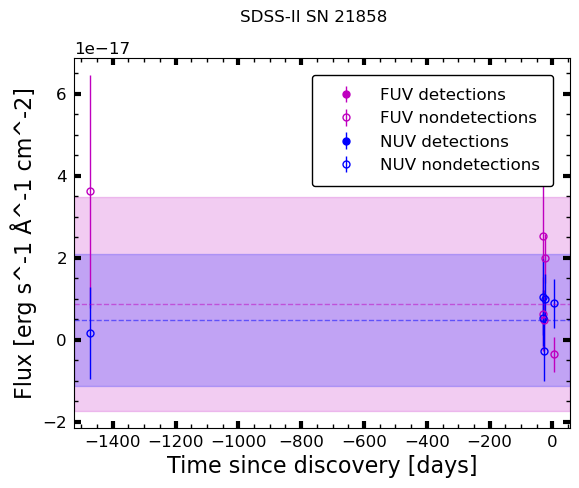 SDSS-II SN 21858
1e−17
6
4
2
0
−2
FUV detections
FUV nondetections
NUV detections
NUV nondetections
Flux [erg s^-1 Å^-1 cm^-2]
−1400 −1200 −1000 −800 −600 −400 −200 0
Time since discovery [days]